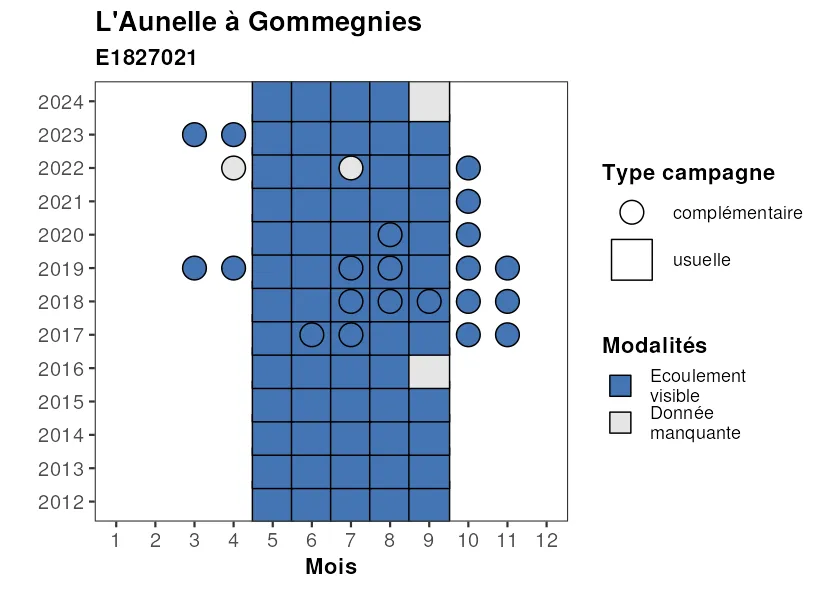 L'Aunelle à Gommegnies
E1827021
2024
2023
2022
2021
2020
2019
2018
2017
2016
2015
2014
2013
2012
1 2 3 4 5 6 7 8 9 10 11 12
Mois
Type campagne
complémentaire
usuelle
Modalités
Ecoulement
visible
Donnée
manquante